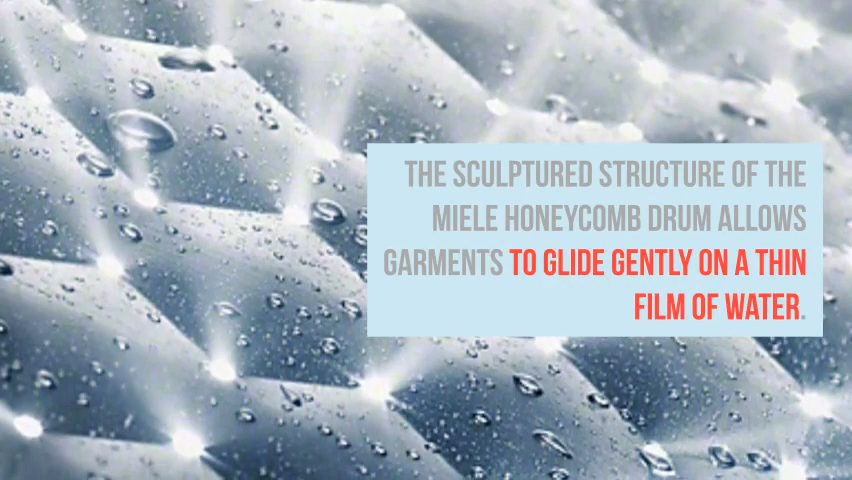 THE SCULPTURED STRUCTURE OF THE
MIELE HONEYCOMB DRUM ALLOWS
GARMENTS TO GLIDE GENTLY ON A THIN
FILM OF WATER.